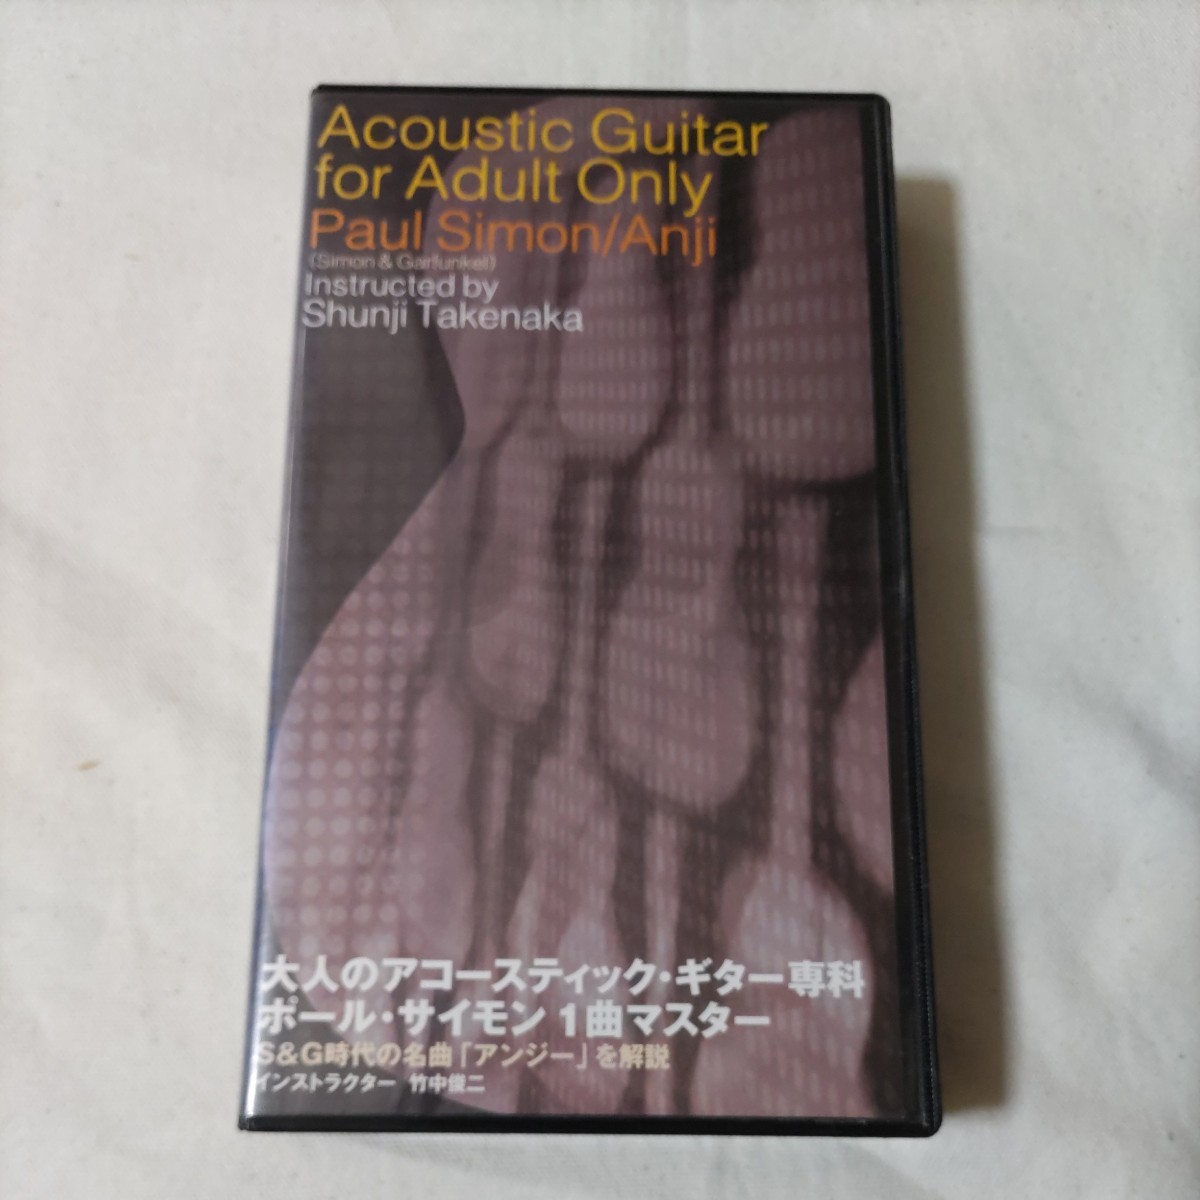 Acoustic Guitar
for Adult Only
Paul Simon/Anji
(Simon & Garfunkel)
Instructed by
Shunji Takenaka
大人のアコースティック・ギター専科
ポール・サイモン 1曲マスター
S&G時代の名曲「アンジー」を解説
インストラクター 竹中俊二